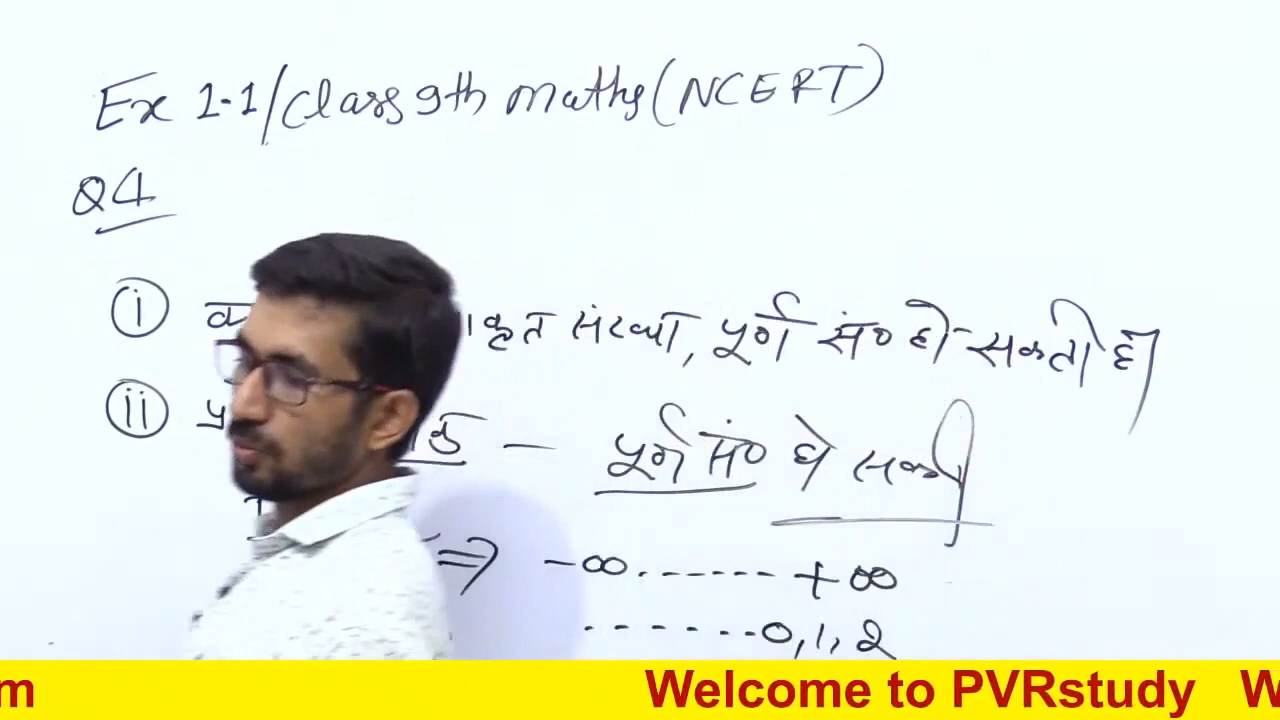 Ex 1.1/Class 9th maths (NCERT)
Q4
i संख्या, पूर्ण सं० हो सकती है
ii — पूर्ण सं० हो सकती
⇒ -∞.......+∞
.......0,1,2
m Welcome to PVRstudy W